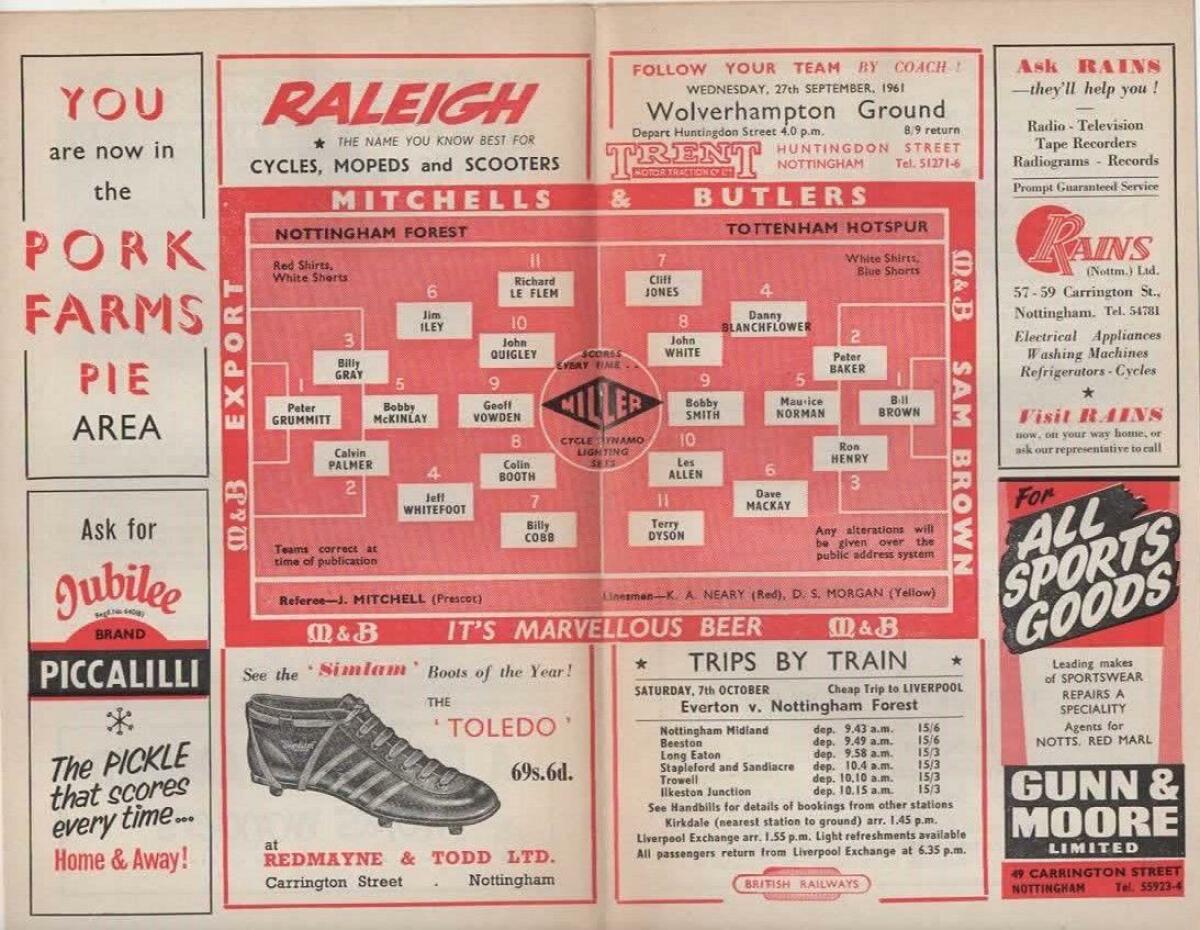 YOU
are now in
the
PORK
FARMS
PIE
AREA
Ask for
Jubilee
BRAND
PICCALILLI
The PICKLE
that scores
every time...
Home & Away!
RALEIGH
★ THE NAME YOU KNOW BEST FOR
CYCLES, MOPEDS and SCOOTERS
FOLLOW YOUR TEAM BY COACH !
WEDNESDAY, 27th SEPTEMBER, 1961
Wolverhampton Ground
Depart Huntingdon Street 4.0 p.m. 8/9 return
TRENT
MOTOR TRACTION Co LTD
HUNTINGDON STREET
NOTTINGHAM Tel. 51271-6
MITCHELLS & BUTLERS
M&B EXPORT
NOTTINGHAM FOREST
Red Shirts,
White Shorts
11
Richard
LE FLEM
6
Jim
ILEY
10
John
QUIGLEY
3
Billy
GRAY
1
Peter
GRUMMITT
5
Bobby
McKINLAY
9
Geoff
VOWDEN
Calvin
PALMER
2
8
Colin
BOOTH
4
Jeff
WHITEFOOT
7
Billy
COBB
Teams correct at
time of publication
SCORES
EVERY TIME . .
MILLER
CYCLE DYNAMO
LIGHTING
SETS
TOTTENHAM HOTSPUR
White Shirts,
Blue Shorts
7
Cliff
JONES
4
Danny
BLANCHFLOWER
8
John
WHITE
2
Peter
BAKER
9
Bobby
SMITH
5
Maurice
NORMAN
1
Bill
BROWN
10
Les
ALLEN
Ron
HENRY
3
6
Dave
MACKAY
11
Terry
DYSON
Any alterations will
be given over the
public address system
M&B SAM BROWN
Referee—J. MITCHELL (Prescot)
Linesmen—K. A. NEARY (Red), D. S. MORGAN (Yellow)
M&B IT'S MARVELLOUS BEER M&B
See the 'Simlam' Boots of the Year!
THE
'TOLEDO'
69s.6d.
at
REDMAYNE & TODD LTD.
Carrington Street . Nottingham
★ TRIPS BY TRAIN ★
SATURDAY, 7th OCTOBER Cheap Trip to LIVERPOOL
Everton v. Nottingham Forest
Nottingham Midland dep. 9.43 a.m. 15/6
Beeston dep. 9.49 a.m. 15/6
Long Eaton dep. 9.58 a.m. 15/3
Stapleford and Sandiacre dep. 10.4 a.m. 15/3
Trowell dep. 10.10 a.m. 15/3
Ilkeston Junction dep. 10.15 a.m. 15/3
See Handbills for details of bookings from other stations
Kirkdale (nearest station to ground) arr. 1.45 p.m.
Liverpool Exchange arr. 1.55 p.m. Light refreshments available
All passengers return from Liverpool Exchange at 6.35 p.m.
BRITISH RAILWAYS
Ask RAINS
—they'll help you !
Radio - Television
Tape Recorders
Radiograms - Records
Prompt Guaranteed Service
RAINS
(Nottm.) Ltd.
57-59 Carrington St.,
Nottingham. Tel. 54781
Electrical Appliances
Washing Machines
Refrigerators - Cycles
★
Visit RAINS
now, on your way home, or
ask our representative to call
For
ALL
SPORTS
GOODS
Leading makes
of SPORTSWEAR
REPAIRS A
SPECIALITY
Agents for
NOTTS. RED MARL
GUNN &
MOORE
LIMITED
49 CARRINGTON STREET
NOTTINGHAM Tel. 55923-4